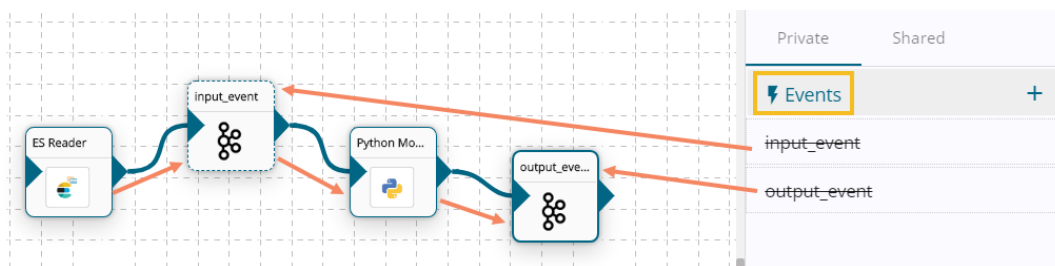 Private
Shared
Events
+
input_event
output_event
input_event
ES Reader
Python Mo...
output_eve...